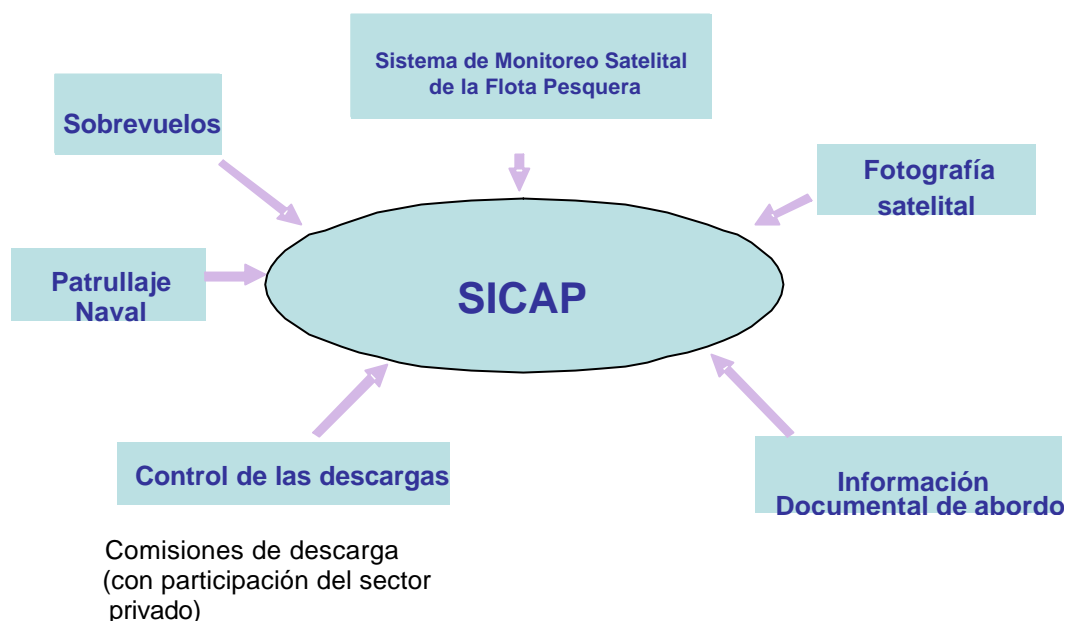 Sistema de Monitoreo Satelital
de la Flota Pesquera
Sobrevuelos
Fotografía
satelital
Patrullaje
Naval
SICAP
Control de las descargas
Información
Documental de abordo
Comisiones de descarga
(con participación del sector
privado)